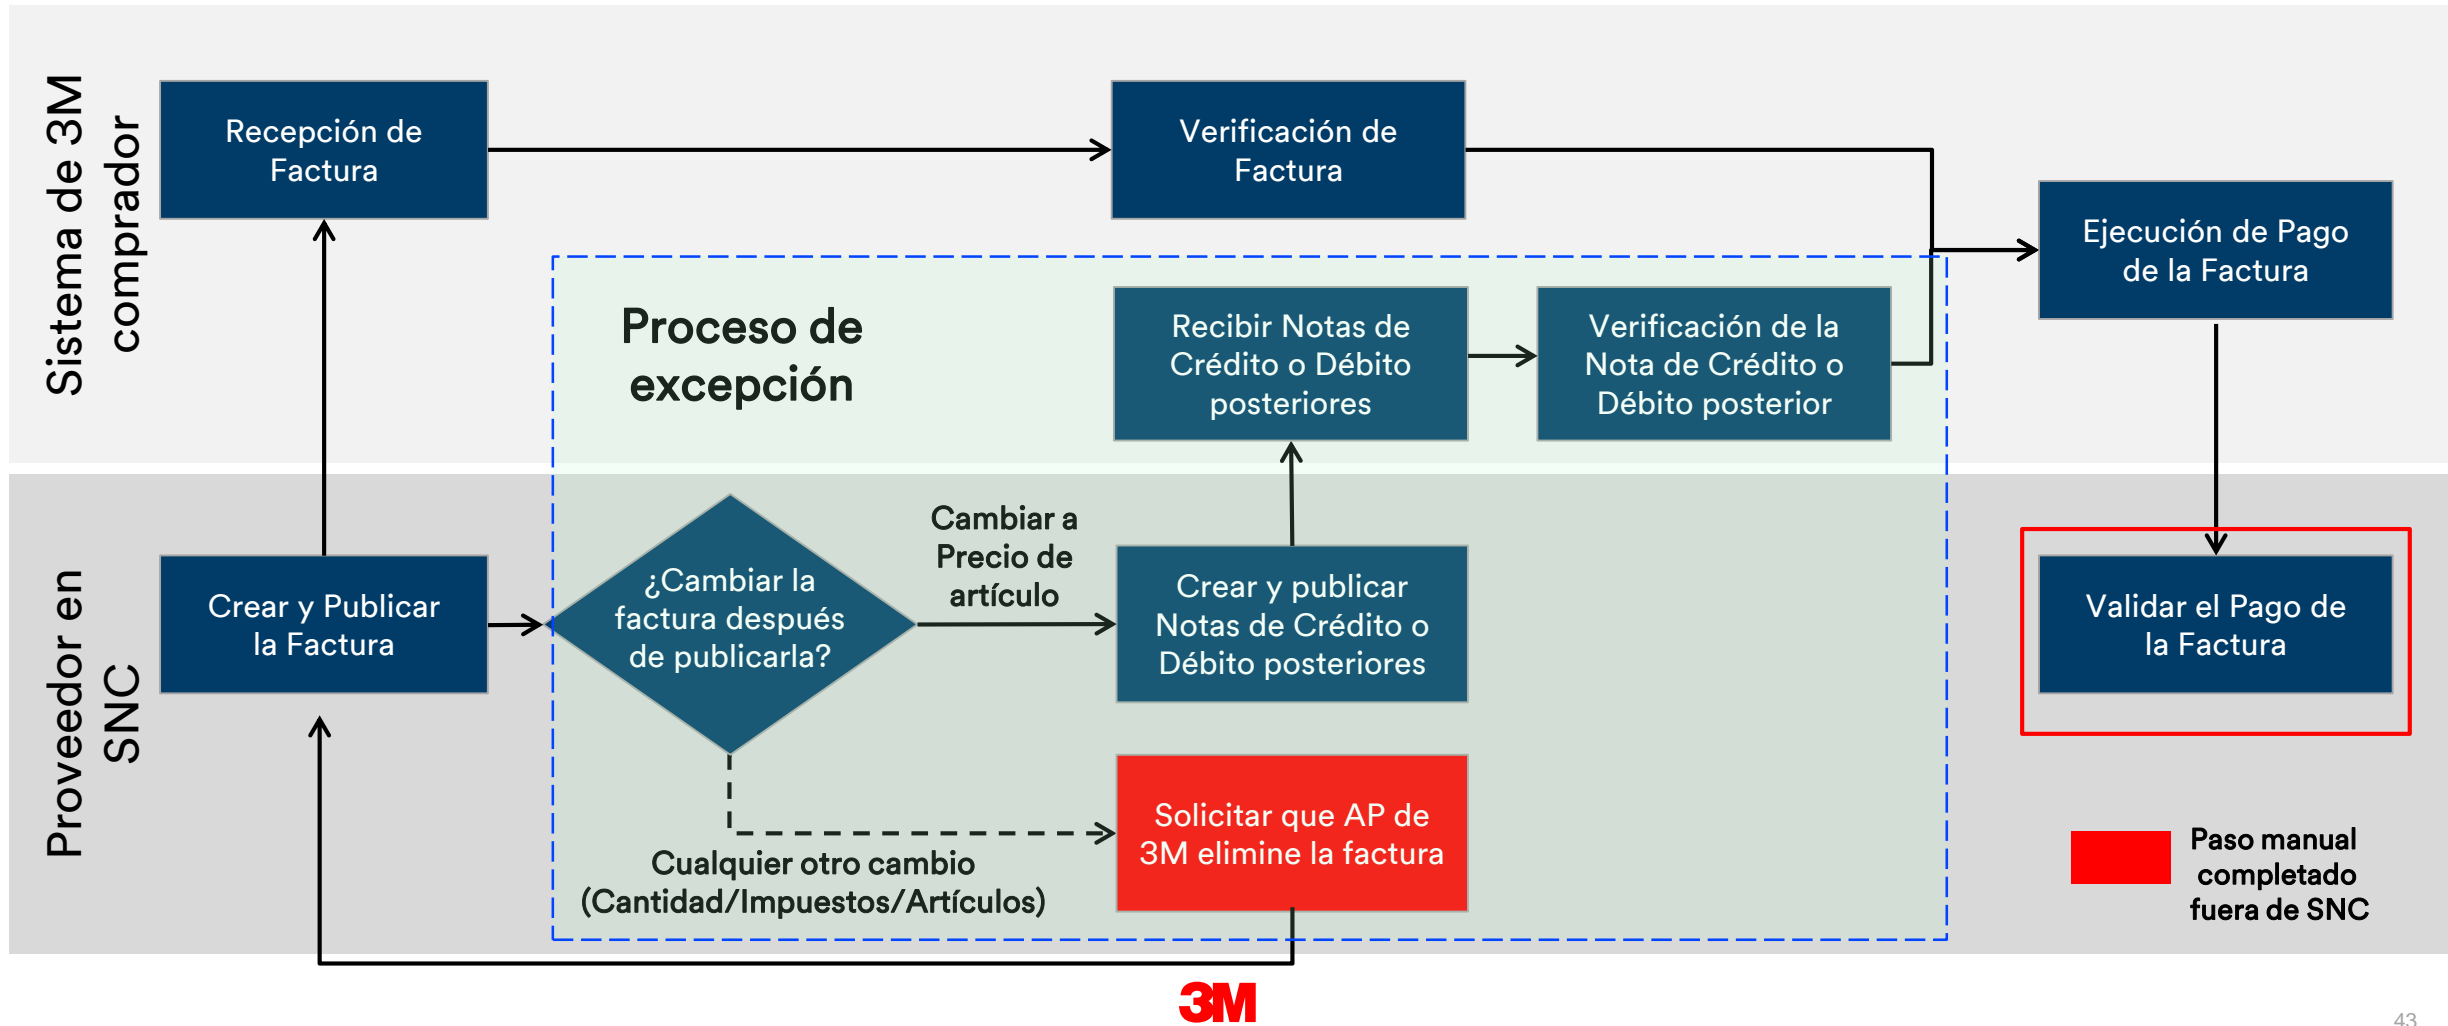 Sistema de 3M
comprador
Recepción de
Factura
Verificación de
Factura
Ejecución de Pago
de la Factura
Proceso de
excepción
Recibir Notas de
Crédito o Débito
posteriores
Verificación de la
Nota de Crédito o
Débito posterior
Proveedor en
SNC
Crear y Publicar
la Factura
¿Cambiar la
factura después
de publicarla?
Cambiar a
Precio de
artículo
Crear y publicar
Notas de Crédito o
Débito posteriores
Validar el Pago de
la Factura
Cualquier otro cambio
(Cantidad/Impuestos/Artículos)
Solicitar que AP de
3M elimine la factura
Paso manual
completado
fuera de SNC
3M
43